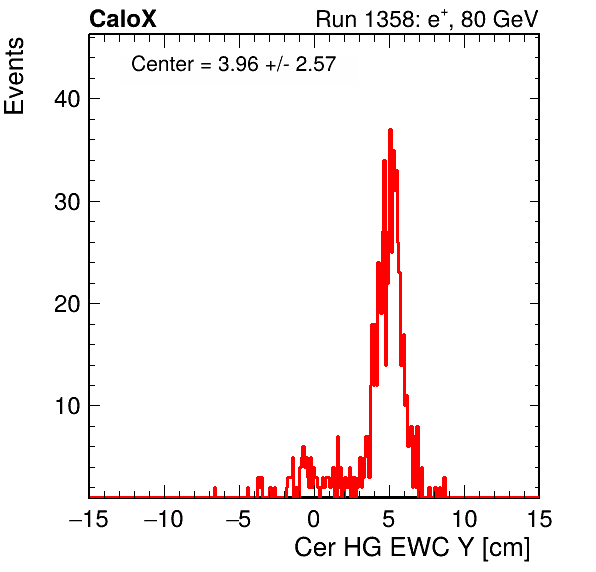 CaloX Run 1358: e⁺, 80 GeV
Center = 3.96 +/- 2.57
Events
40
30
20
10
−15 −10 −5 0 5 10 15
Cer HG EWC Y [cm]